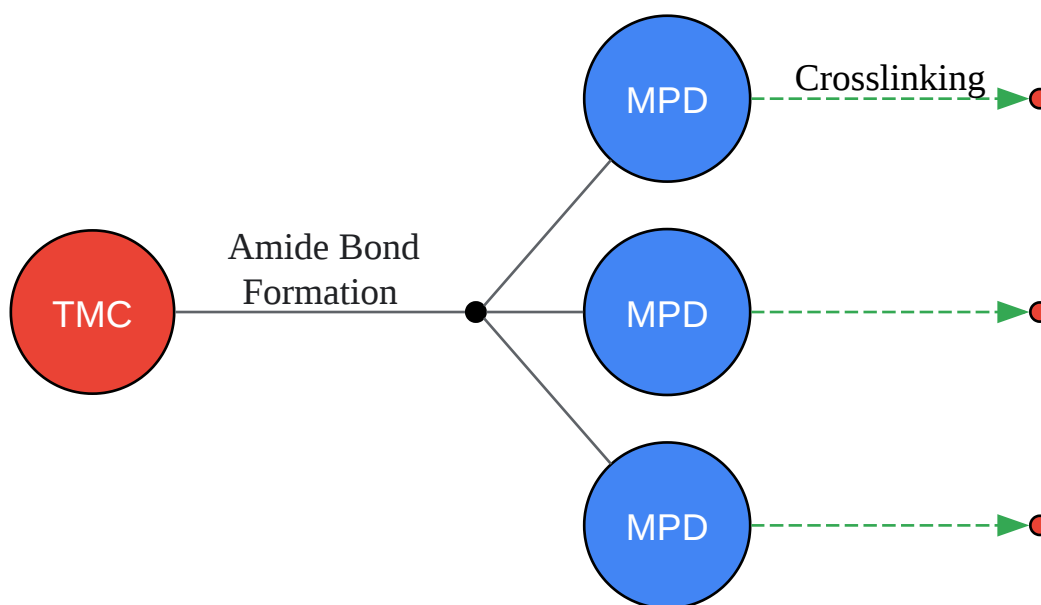 MPD
Crosslinking
Amide Bond
Formation
TMC
MPD
MPD